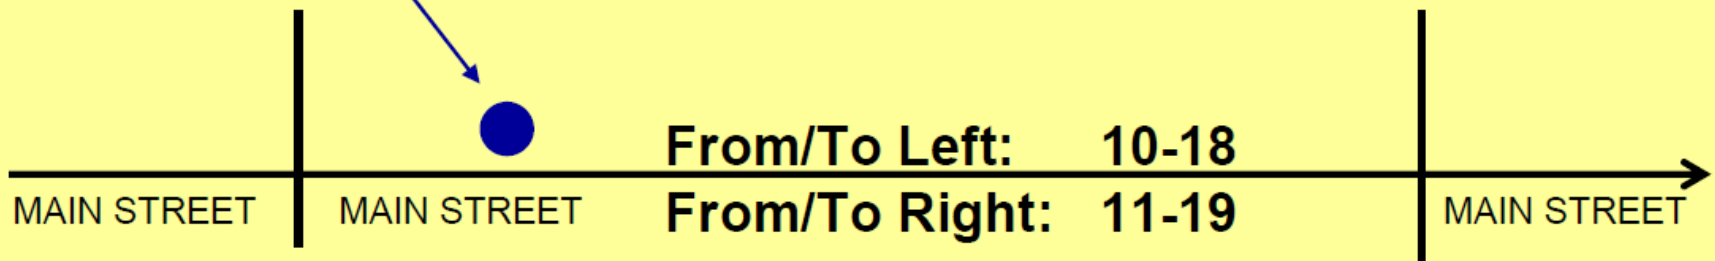 From/To Left: 10-18
MAIN STREET MAIN STREET From/To Right: 11-19 MAIN STREET